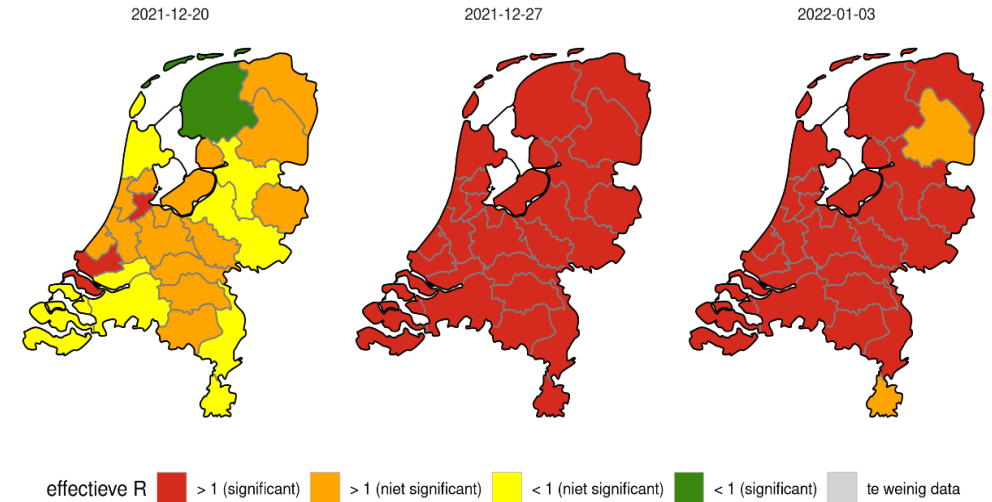 2021-12-20 2021-12-27 2022-01-03
effectieve R > 1 (significant) > 1 (niet significant) < 1 (niet significant) < 1 (significant) te weinig data